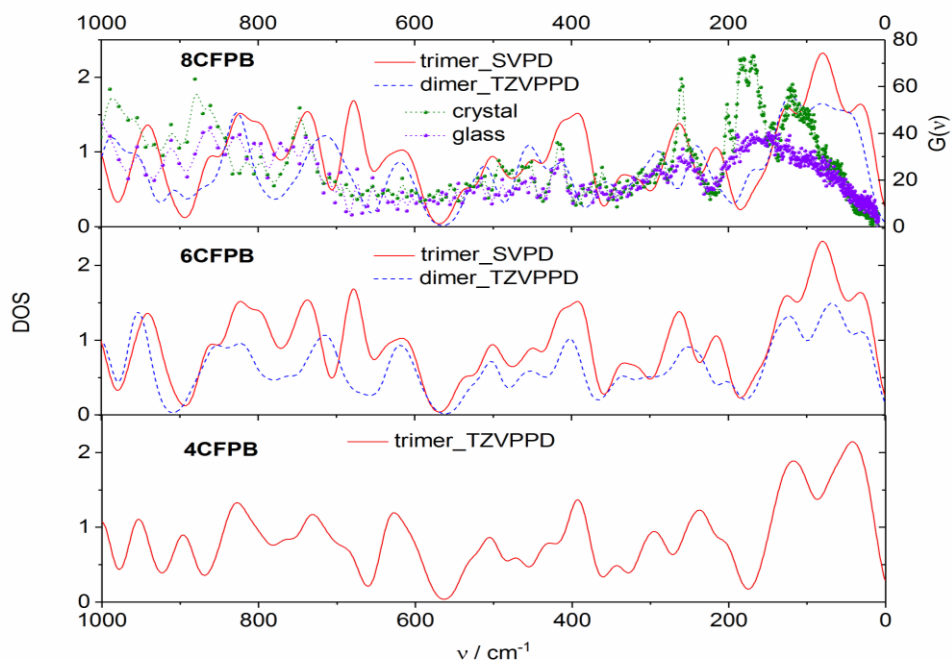 1000 800 600 400 200 0
8CFPB
trimer_SVPD
dimer_TZVPPD
crystal
glass
2
1
0
80
60
40
20
0
G(ν)
6CFPB
trimer_SVPD
dimer_TZVPPD
2
1
0
DOS
4CFPB
trimer_TZVPPD
2
1
0
1000 800 600 400 200 0
ν / cm-1